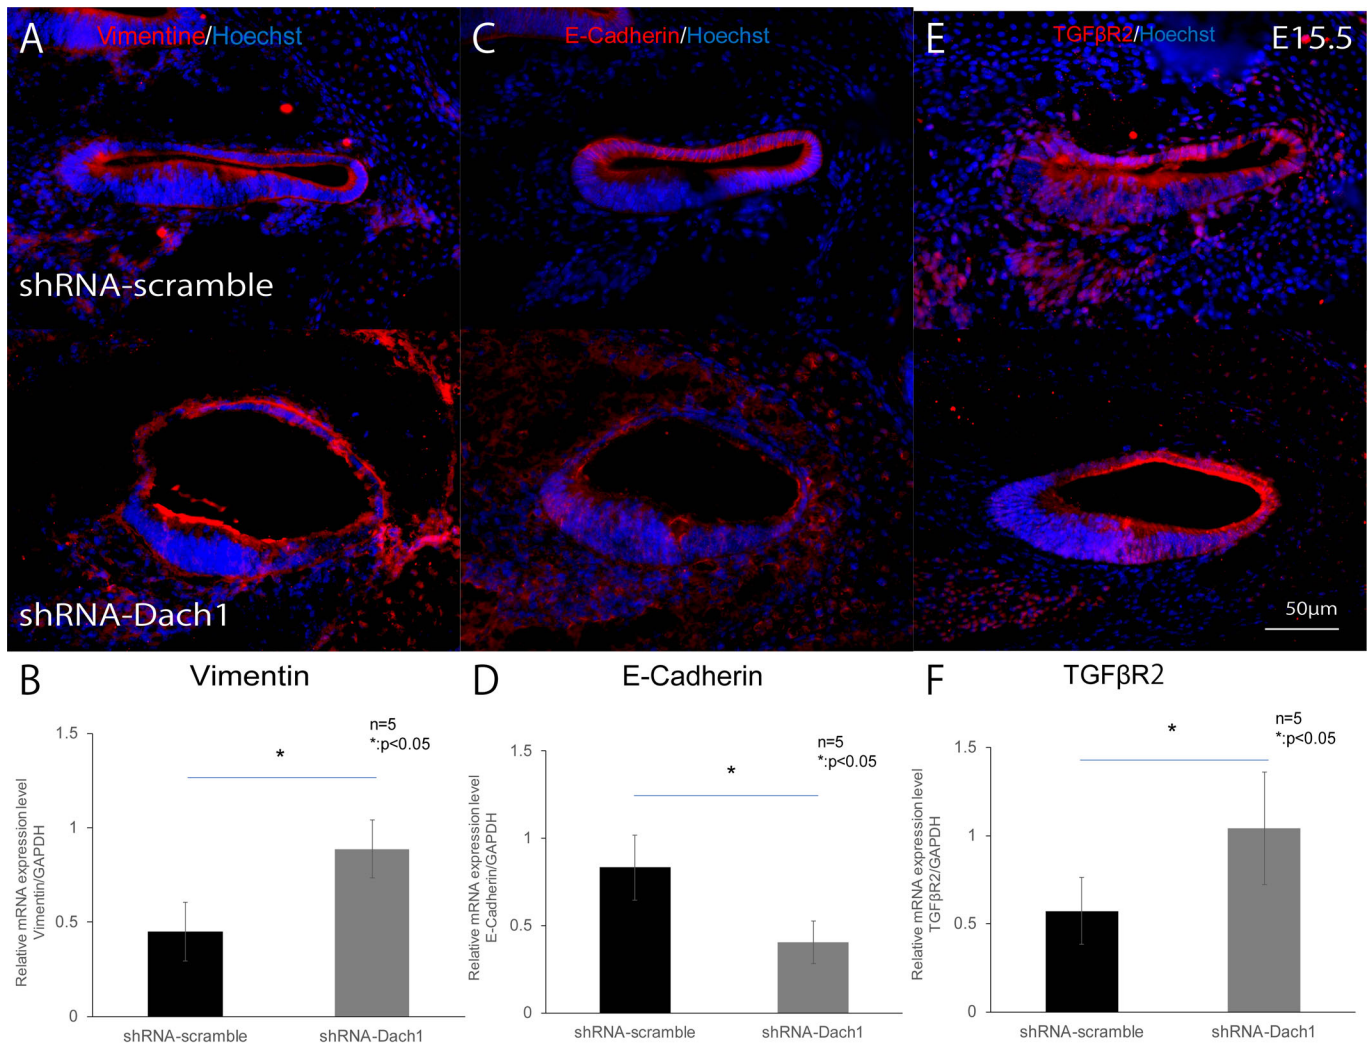 A
Vimentine/Hoechst
C
E-Cadherin/Hoechst
E
TGFβR2/Hoechst
E15.5
shRNA-scramble
shRNA-Dach1
50μm
B
Vimentin
n=5
*:p<0.05
*
1.5
1
0.5
0
Relative mRNA expression level
Vimentin/GAPDH
shRNA-scramble
shRNA-Dach1
D
E-Cadherin
n=5
*:p<0.05
*
1.5
1
0.5
0
Relative mRNA expression level
E-Cadherin/GAPDH
shRNA-scramble
shRNA-Dach1
F
TGFβR2
n=5
*:p<0.05
*
1.5
1
0.5
0
Relative mRNA expression level
TGFβR2/GAPDH
shRNA-scramble
shRNA-Dach1